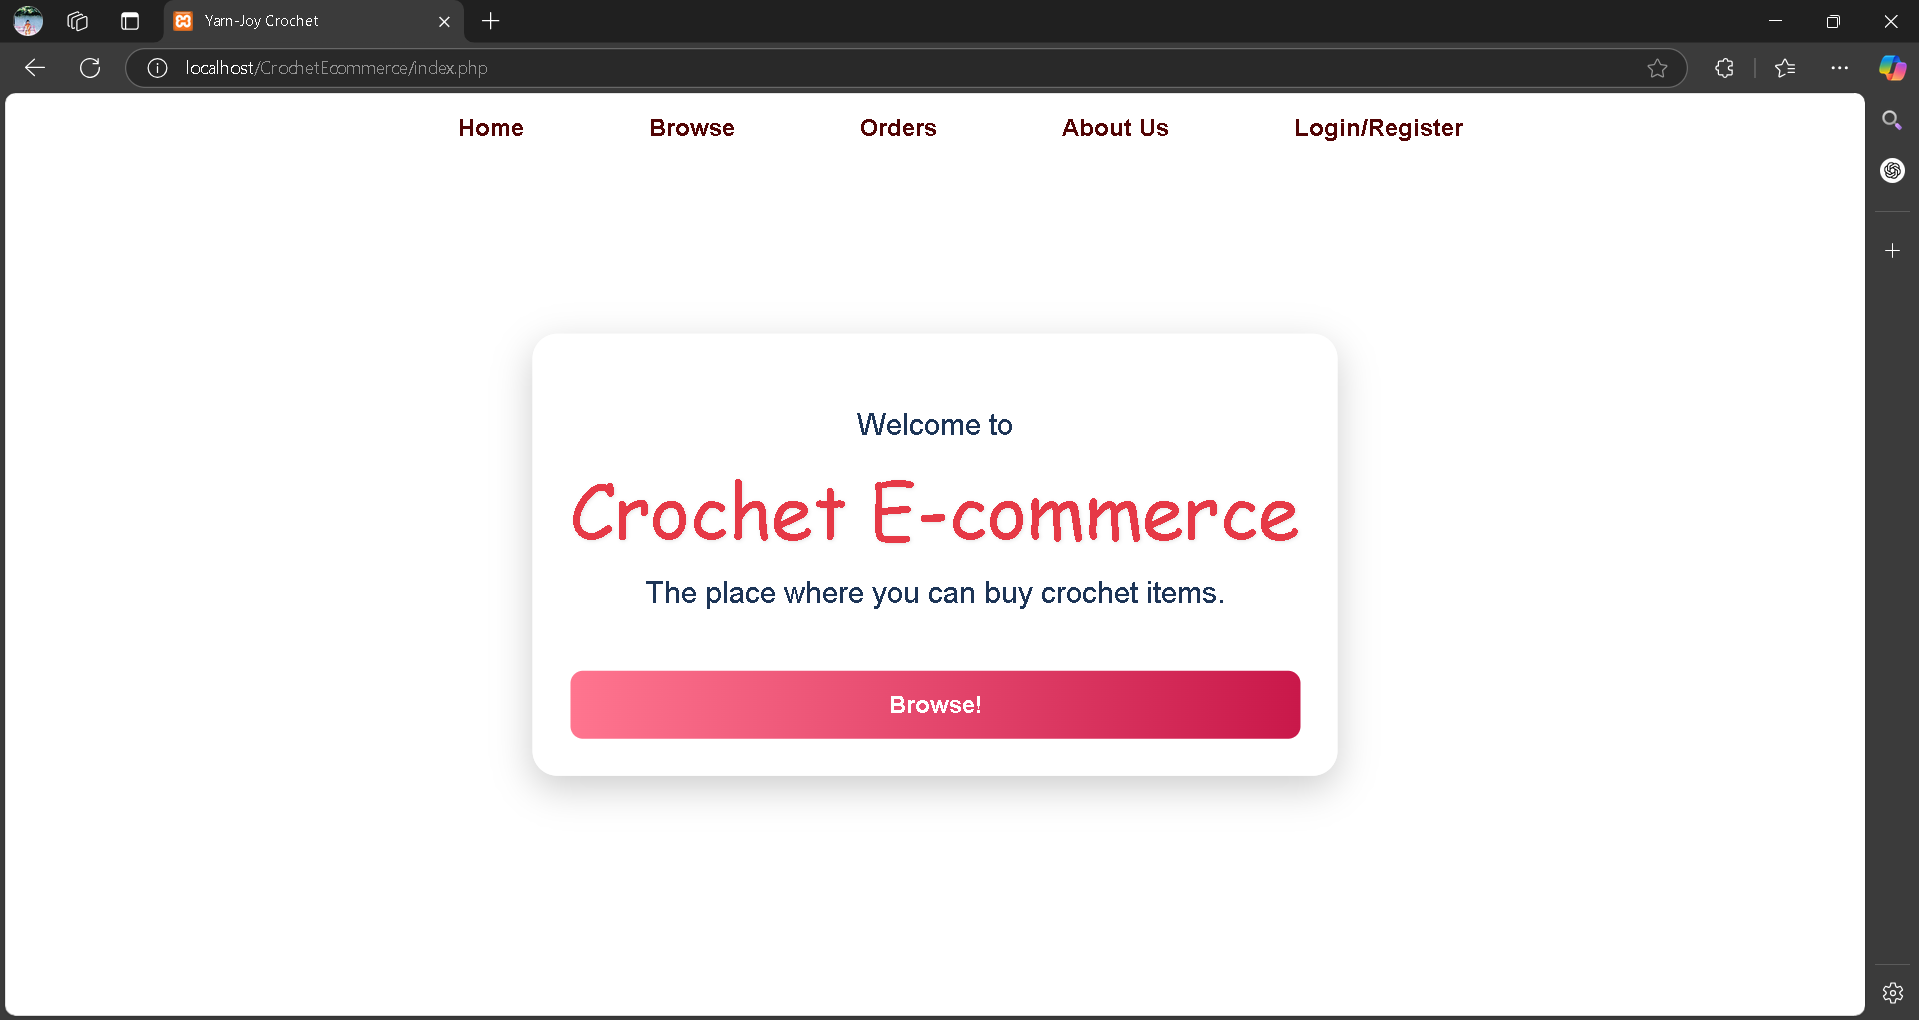 Yarn-Joy Crochet
localhost/CrochetEcommerce/index.php
Home Browse Orders About Us Login/Register
Welcome to
Crochet E-commerce
The place where you can buy crochet items.
Browse!